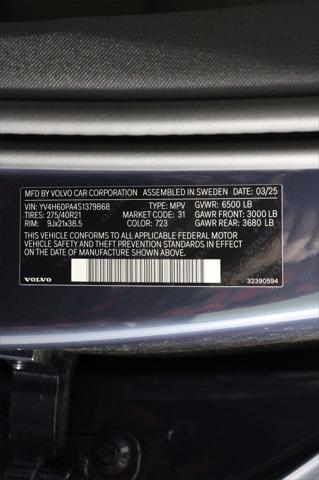 MFD BY VOLVO CAR CORPORATION ASSEMBLED IN SWEDEN DATE: 03/25
VIN: YV4H60PA4S1379868 TYPE: MPV GVWR: 6500 LB
TIRES: 275/40R21 MARKET CODE: 31 GAWR FRONT: 3000 LB
RIM: 9Jx21x38.5 COLOR: 723 GAWR REAR: 3680 LB
THIS VEHICLE CONFORMS TO ALL APPLICABLE FEDERAL MOTOR
VEHICLE SAFETY AND THEFT PREVENTION STANDARDS IN EFFECT
ON THE DATE OF MANUFACTURE SHOWN ABOVE.
VOLVO 32390594